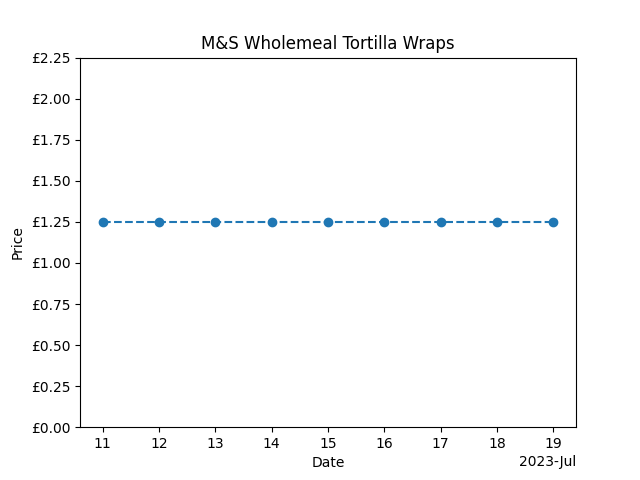 M&S Wholemeal Tortilla Wraps
£2.25
£2.00
£1.75
£1.50
£1.25
£1.00
£0.75
£0.50
£0.25
£0.00
Price
11 12 13 14 15 16 17 18 19
Date
2023-Jul